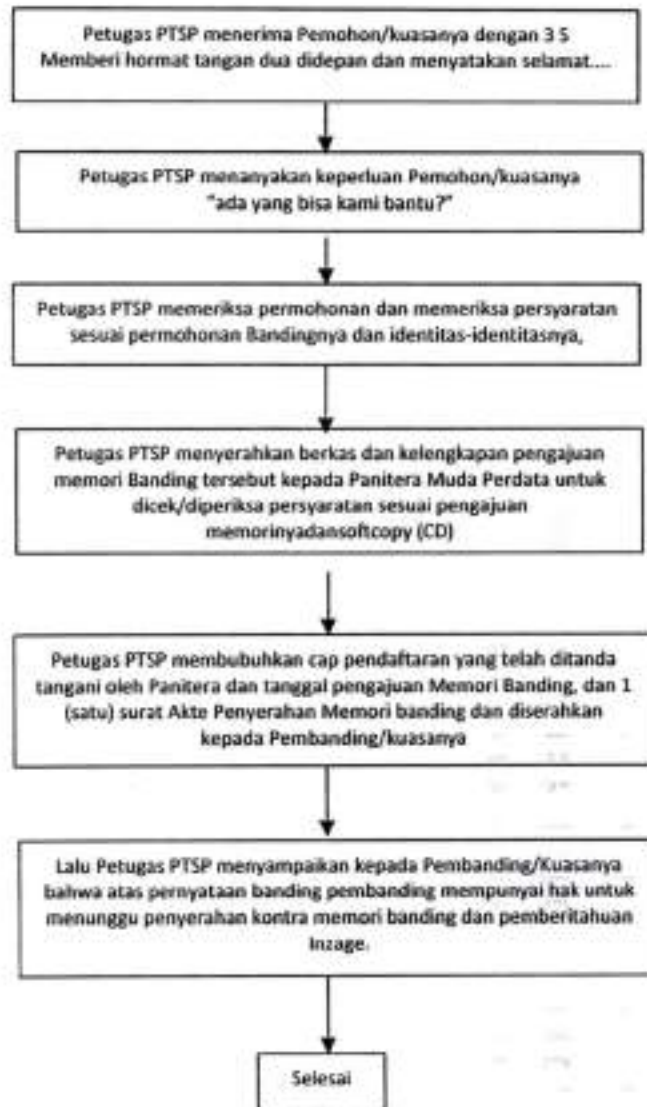 Petugas PTSP menerima Pemohon/kuasanya dengan 3 S
Memberi hormat tangan dua didepan dan menyatakan selamat....
Petugas PTSP menanyakan keperluan Pemohon/kuasanya
"ada yang bisa kami bantu?"
Petugas PTSP memeriksa permohonan dan memeriksa persyaratan
sesuai permohonan Bandingnya dan identitas-identitasnya,
Petugas PTSP menyerahkan berkas dan kelengkapan pengajuan
memori Banding tersebut kepada Panitera Muda Perdata untuk
dicek/diperiksa persyaratan sesuai pengajuan
memorinyadansoftcopy (CD)
Petugas PTSP membubuhkan cap pendaftaran yang telah ditanda
tangani oleh Panitera dan tanggal pengajuan Memori Banding, dan 1
(satu) surat Akte Penyerahan Memori banding dan diserahkan
kepada Pembanding/kuasanya
Lalu Petugas PTSP menyampaikan kepada Pembanding/Kuasanya
bahwa atas pernyataan banding pembanding mempunyai hak untuk
menunggu penyerahan kontra memori banding dan pemberitahuan
Inzage.
Selesai